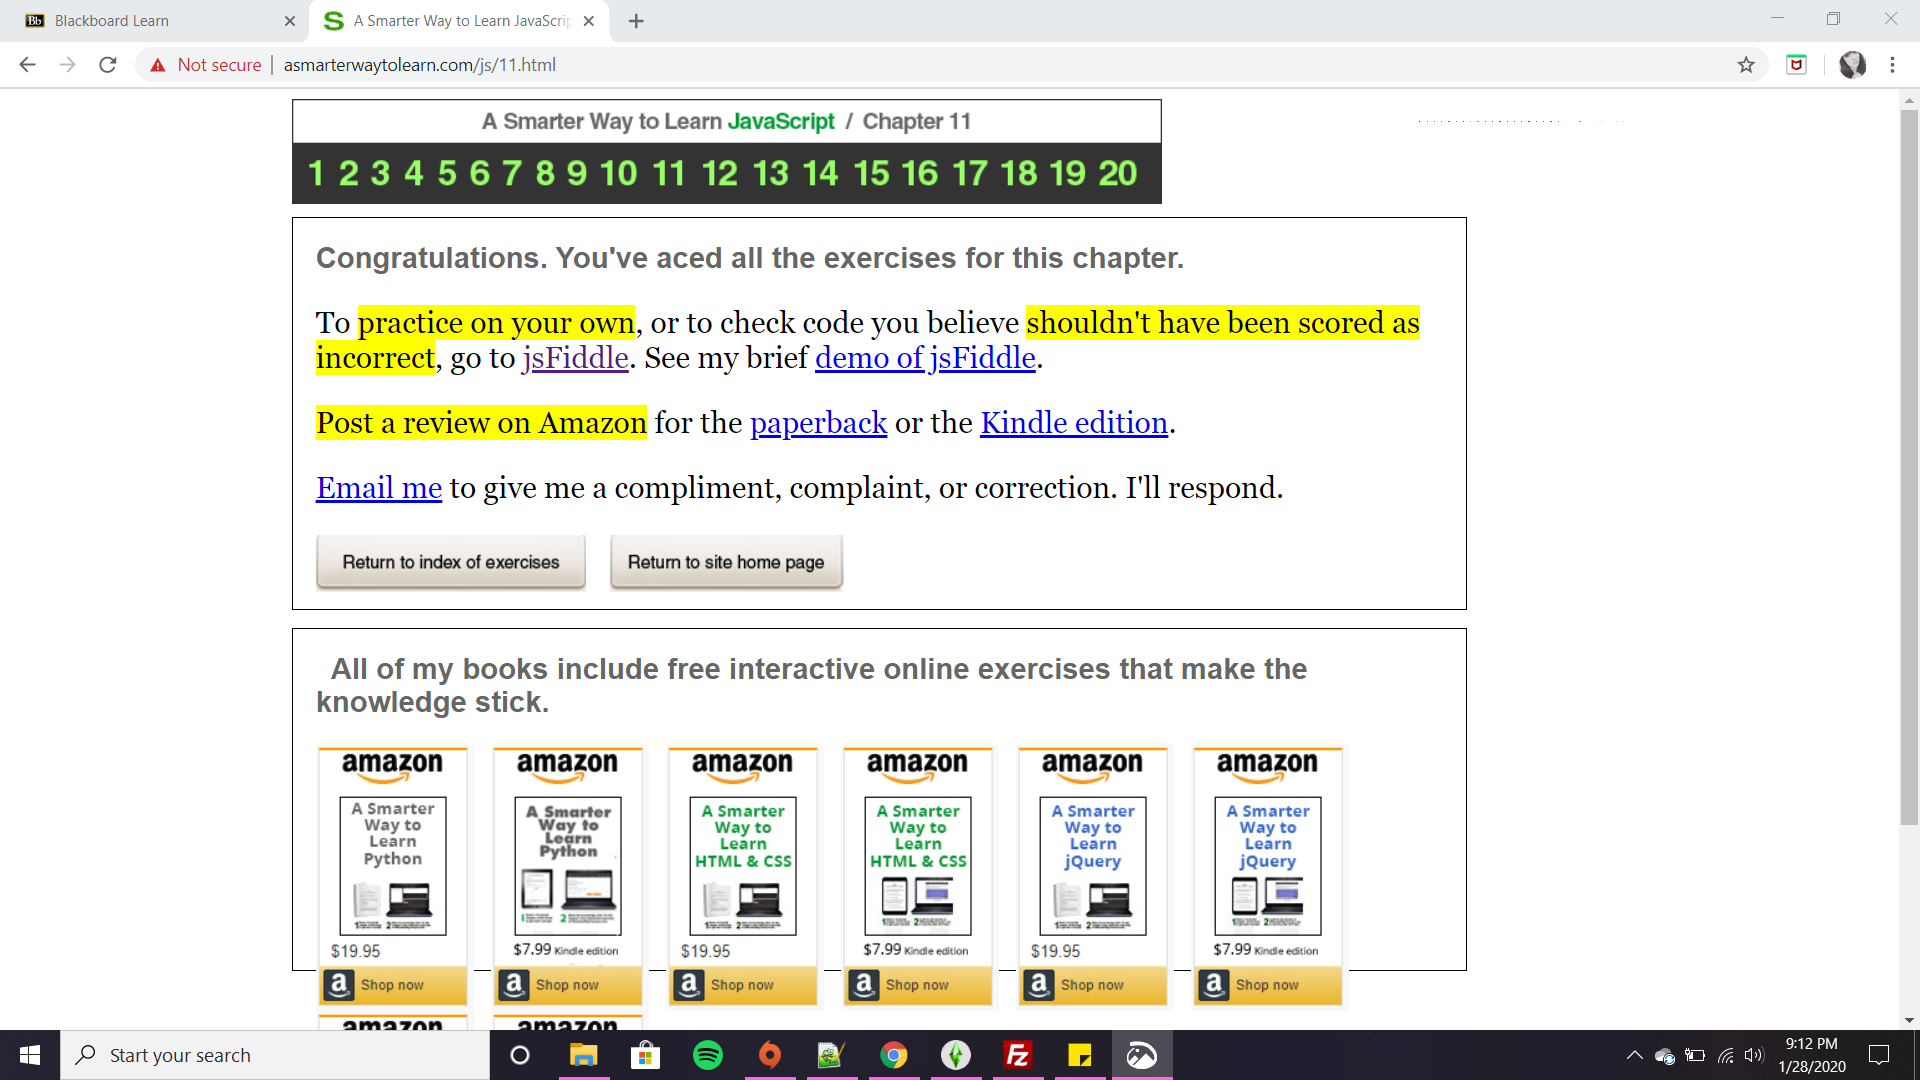 Blackboard Learn
A Smarter Way to Learn JavaScrip
Not secure | asmarterwaytolearn.com/js/11.html
A Smarter Way to Learn JavaScript / Chapter 11
1 2 3 4 5 6 7 8 9 10 11 12 13 14 15 16 17 18 19 20
Congratulations. You've aced all the exercises for this chapter.
To practice on your own, or to check code you believe shouldn't have been scored as
incorrect, go to jsFiddle. See my brief demo of jsFiddle.
Post a review on Amazon for the paperback or the Kindle edition.
Email me to give me a compliment, complaint, or correction. I'll respond.
Return to index of exercises
Return to site home page
All of my books include free interactive online exercises that make the
knowledge stick.
amazon
A Smarter
Way to
Learn
Python
$19.95
a Shop now
amazon
A Smarter
Way to
Learn
Python
$7.99 Kindle edition
a Shop now
amazon
A Smarter
Way to
Learn
HTML & CSS
$19.95
a Shop now
amazon
A Smarter
Way to
Learn
HTML & CSS
$7.99 Kindle edition
a Shop now
amazon
A Smarter
Way to
Learn
jQuery
$19.95
a Shop now
amazon
A Smarter
Way to
Learn
jQuery
$7.99 Kindle edition
a Shop now
amazon
amazon
Start your search
9:12 PM
1/28/2020